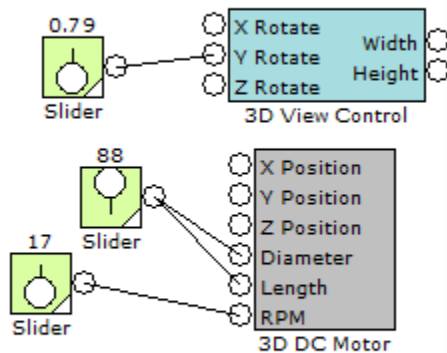 0.79
Slider
X Rotate
Y Rotate
Z Rotate
Width
Height
3D View Control
88
Slider
17
Slider
X Position
Y Position
Z Position
Diameter
Length
RPM
3D DC Motor